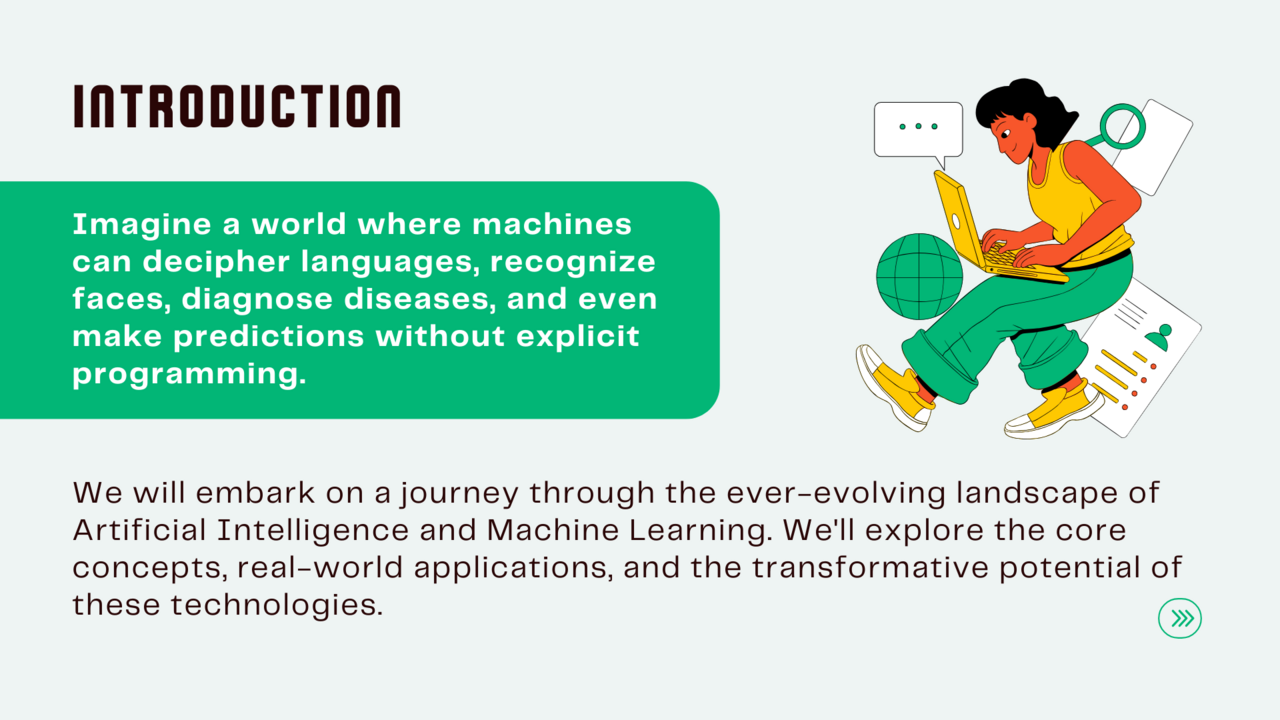 INTRODUCTION
Imagine a world where machines
can decipher languages, recognize
faces, diagnose diseases, and even
make predictions without explicit
programming.
We will embark on a journey through the ever-evolving landscape of
Artificial Intelligence and Machine Learning. We'll explore the core
concepts, real-world applications, and the transformative potential of
these technologies.